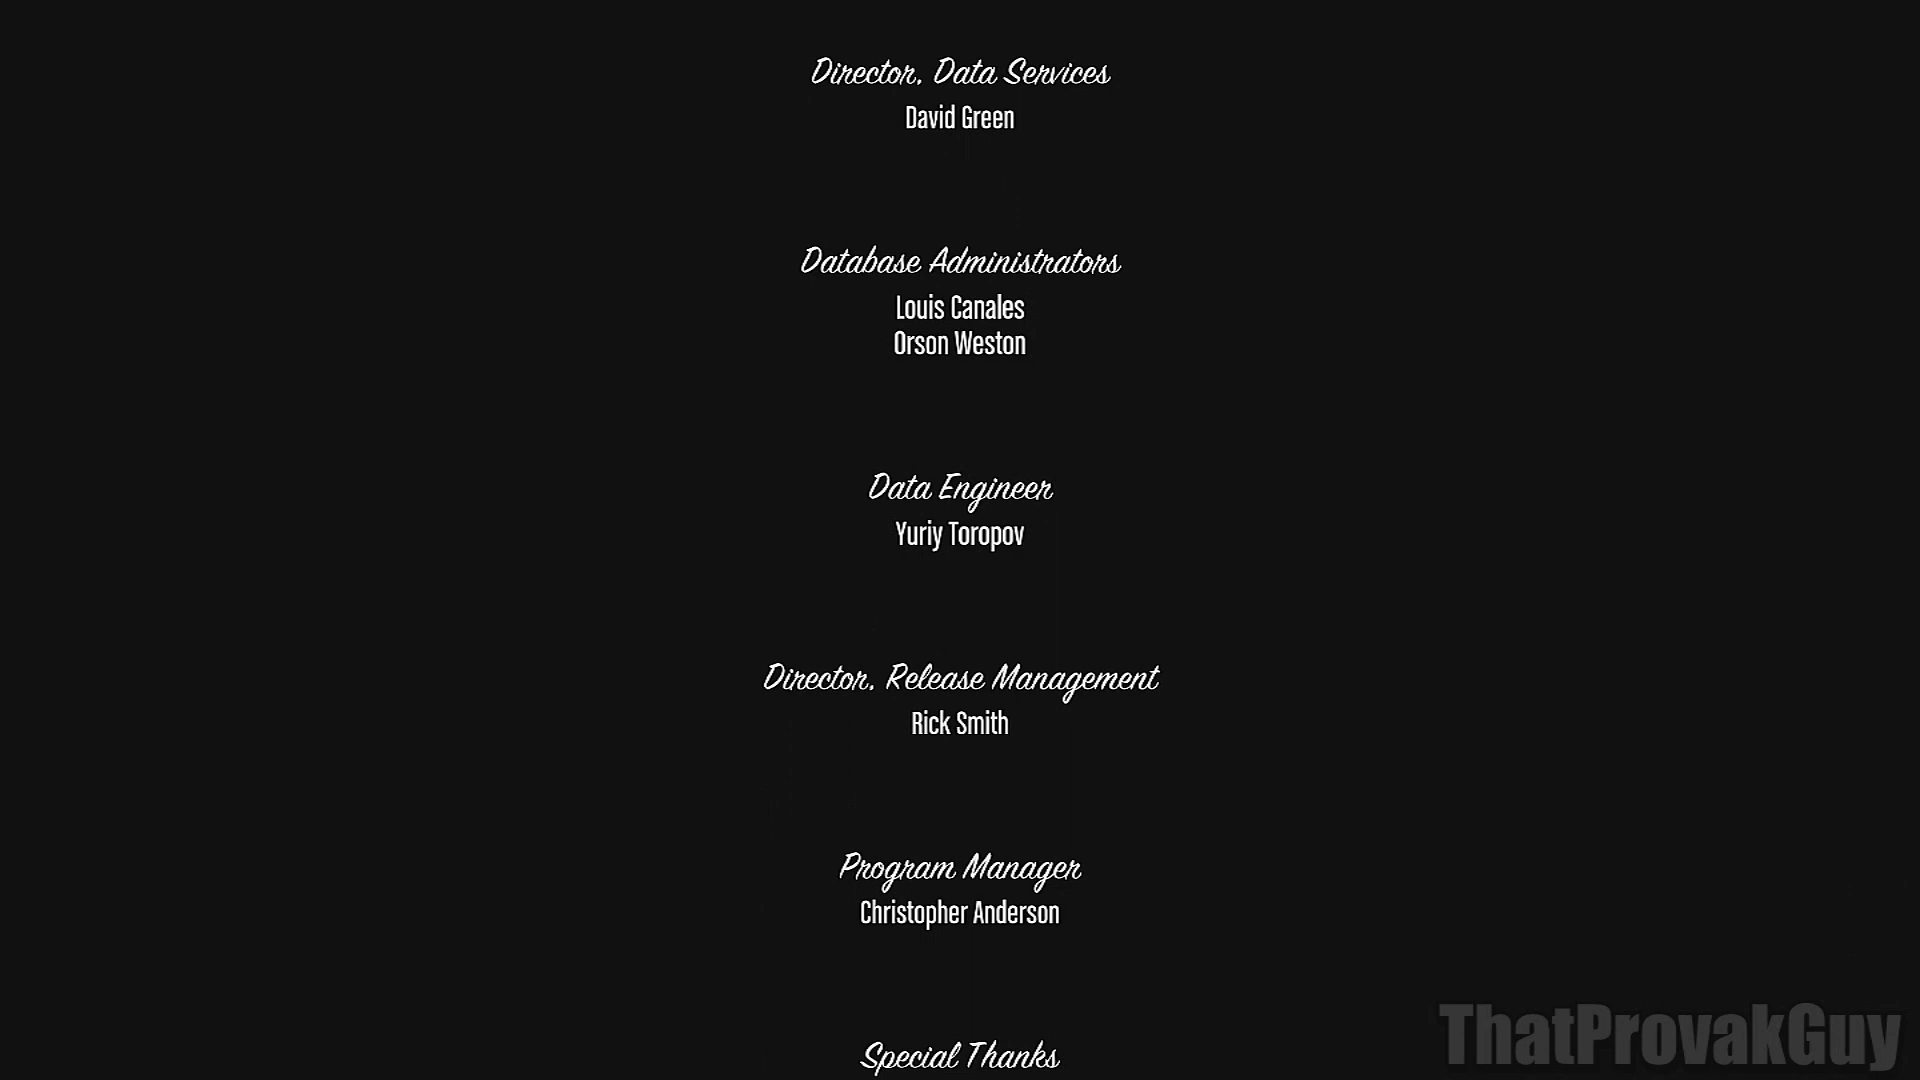 Director, Data Services
David Green
Database Administrators
Louis Canales
Orson Weston
Data Engineer
Yuriy Toropov
Director, Release Management
Rick Smith
Program Manager
Christopher Anderson
Special Thanks
ThatProvakGuy